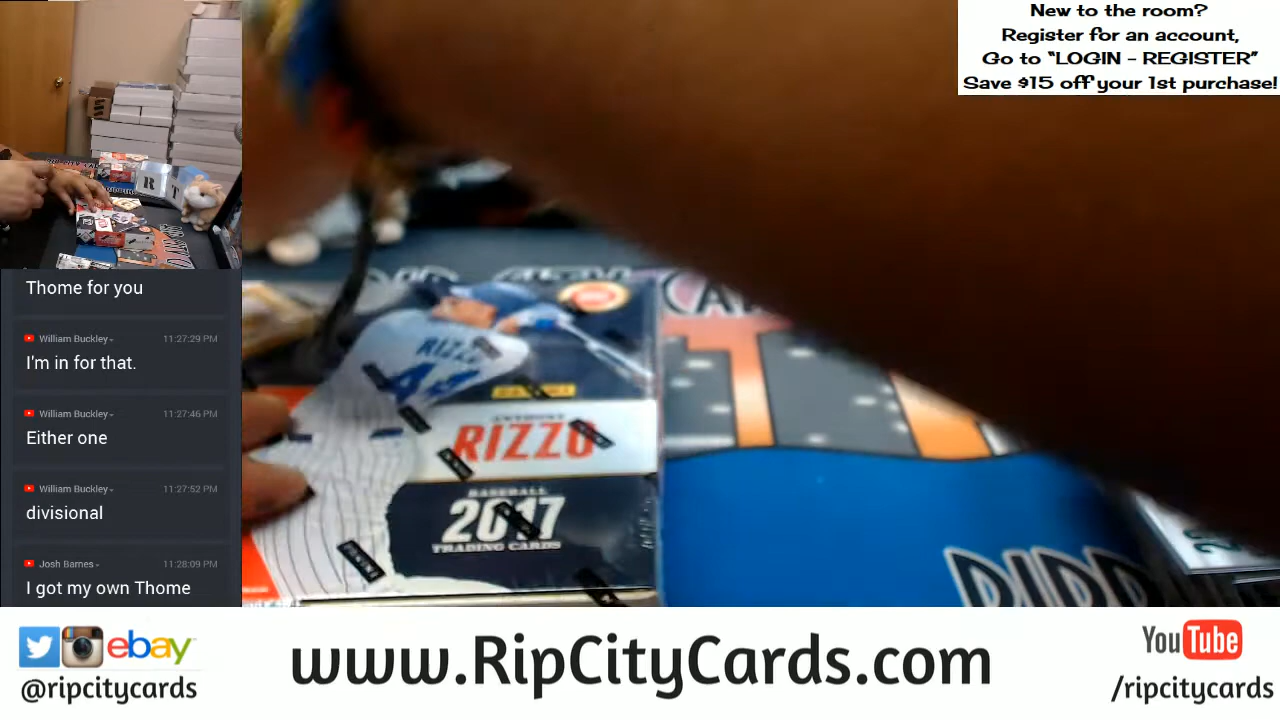 New to the room?
Register for an account,
Go to "LOGIN - REGISTER"
Save $15 off your 1st purchase!
R T
Thome for you
William Buckley
11:27:29 PM
I'm in for that.
William Buckley
11:27:46 PM
Either one
William Buckley
11:27:52 PM
divisional
Josh Barnes
11:28:09 PM
I got my own Thome
RIZZO
44
ANTHONY
RIZZO
BASEBALL
2017
TRADING CARDS
ebay
@ripcitycards
www.RipCityCards.com
YouTube
/ripcitycards